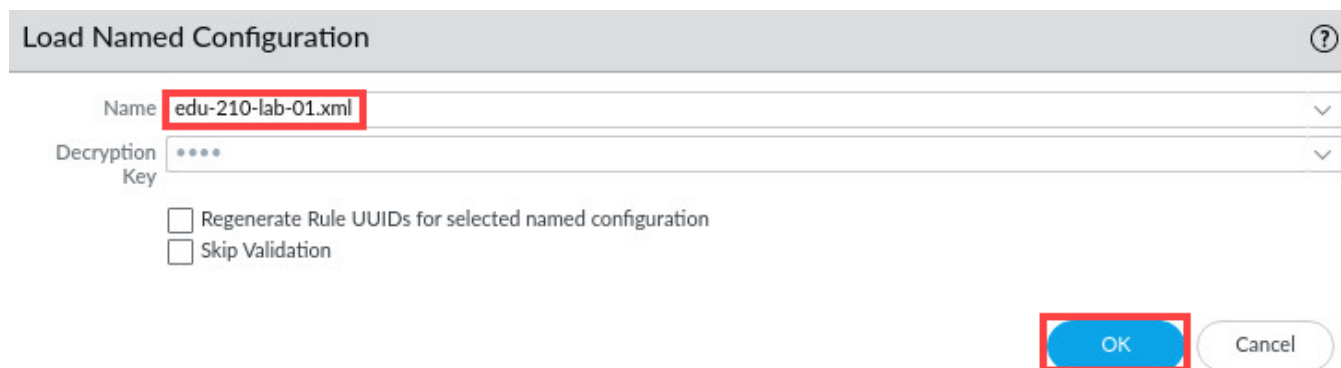 Load Named Configuration ?
Name edu-210-lab-01.xml
Decryption Key ••••
Regenerate Rule UUIDs for selected named configuration
Skip Validation
OK Cancel